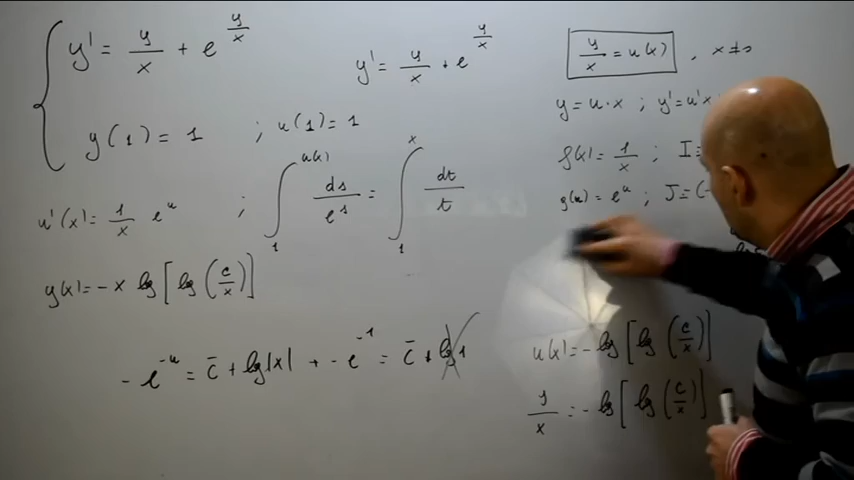 y' = y/x + e^(y/x)
y(1) = 1 ; u(1) = 1
u'(x) = 1/x e^u ; ∫_1^u(x) ds/e^s = ∫_1^x dt/t
y(x) = -x lg[lg(c/x)]
-e^-u = c̄ + lg|x| + -e^-1 = c̄ + lg 1
y' = y/x + e^(y/x)
y/x = u(x) , x≠0
y = u·x ; y' = u'x
f(x) = 1/x ; I =
g(u) = e^u ; J = (-
u(x) = -lg[lg(c/x)]
y/x = -lg[lg(c/x)]